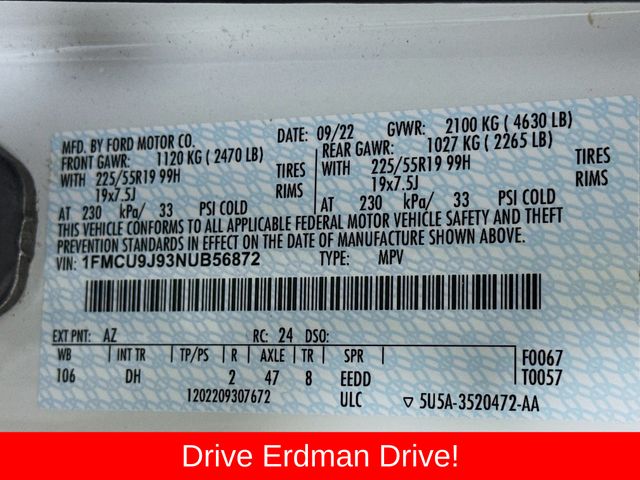 MFD. BY FORD MOTOR CO.
DATE: 09/22 GVWR: 2100 KG ( 4630 LB)
FRONT GAWR: 1120 KG ( 2470 LB) REAR GAWR: 1027 KG ( 2265 LB)
WITH 225/55R19 99H TIRES WITH 225/55R19 99H TIRES
19x7.5J RIMS 19x7.5J RIMS
AT 230 kPa/ 33 PSI COLD AT 230 kPa/ 33 PSI COLD
THIS VEHICLE CONFORMS TO ALL APPLICABLE FEDERAL MOTOR VEHICLE SAFETY AND THEFT
PREVENTION STANDARDS IN EFFECT ON THE DATE OF MANUFACTURE SHOWN ABOVE.
VIN: 1FMCU9J93NUB56872 TYPE: MPV
EXT PNT: AZ RC: 24 DSO:
WB INT TR TP/PS R AXLE TR SPR F0067
106 DH 2 47 8 EEDD T0057
1202209307672 ULC ▽ 5U5A-3520472-AA
Drive Erdman Drive!